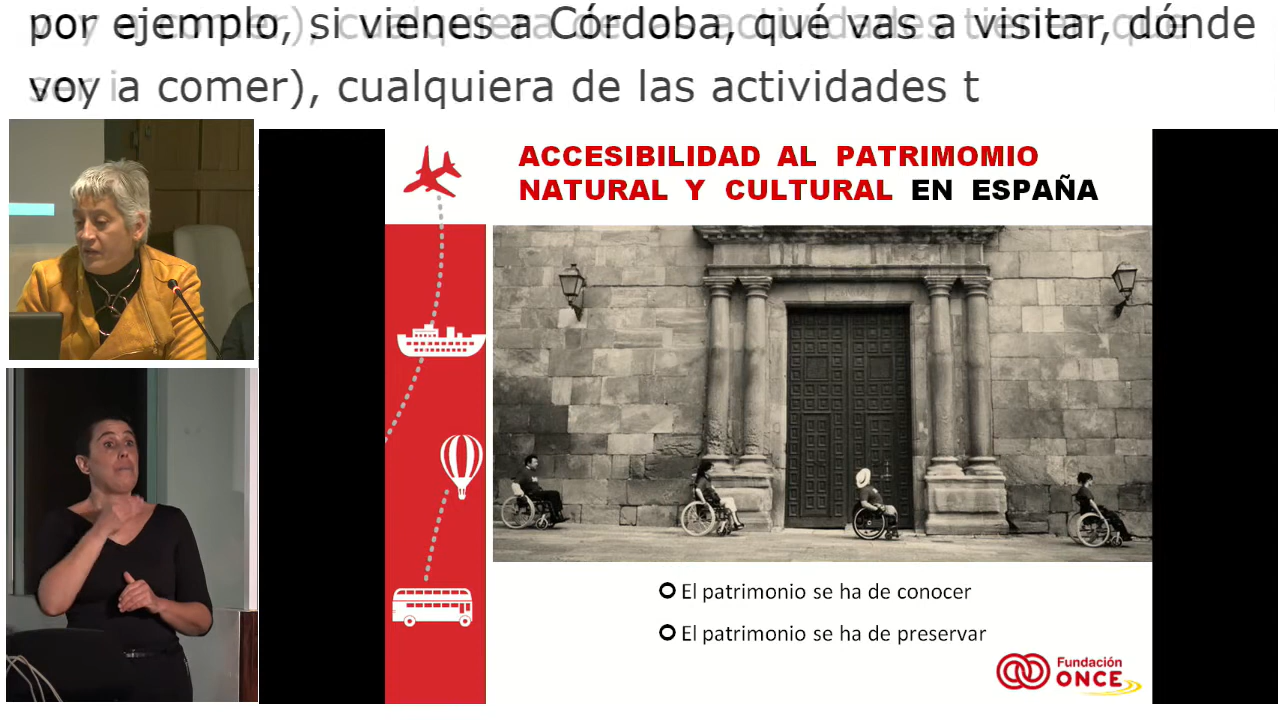 por ejemplo, si vienes a Córdoba, qué vas a visitar, dónde
voy a comer), cualquiera de las actividades t
ACCESIBILIDAD AL PATRIMOMIO
NATURAL Y CULTURAL EN ESPAÑA
El patrimonio se ha de conocer
El patrimonio se ha de preservar
Fundación
ONCE